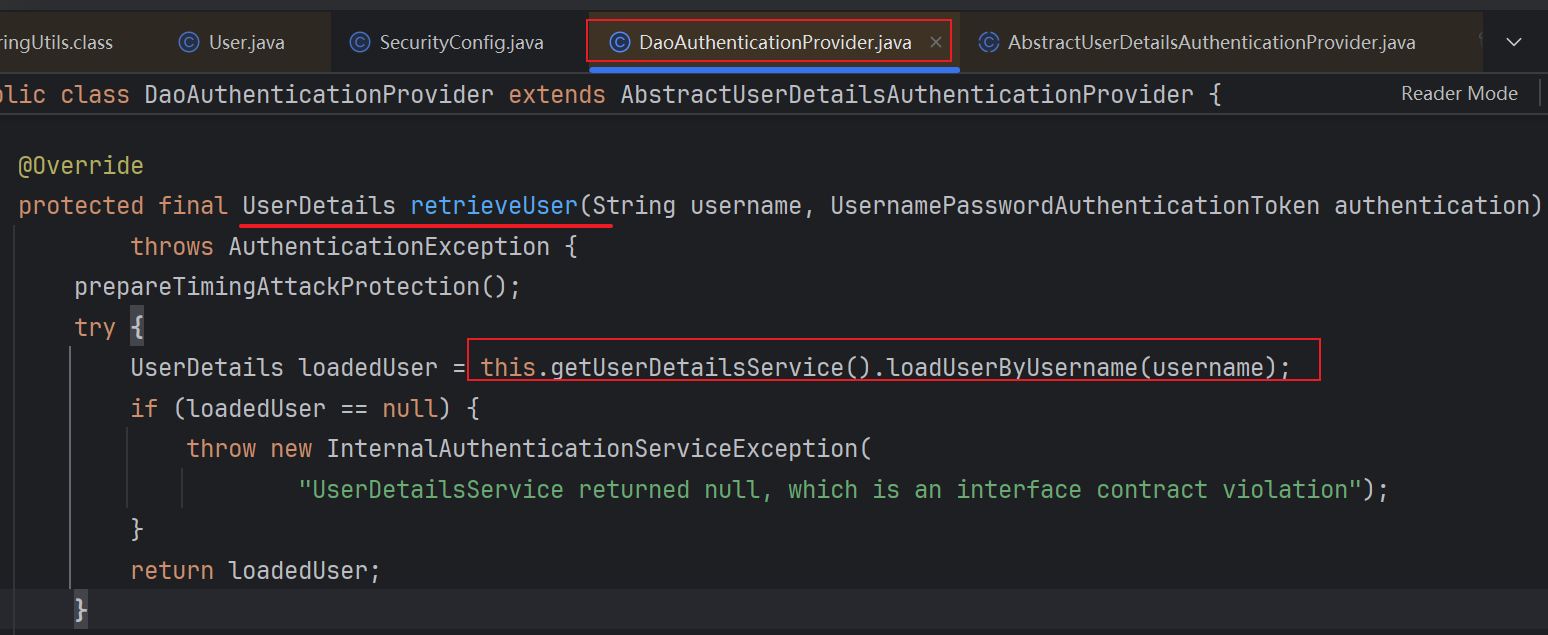 ringUtils.class User.java SecurityConfig.java DaoAuthenticationProvider.java AbstractUserDetailsAuthenticationProvider.java
blic class DaoAuthenticationProvider extends AbstractUserDetailsAuthenticationProvider { Reader Mode
@Override
protected final UserDetails retrieveUser(String username, UsernamePasswordAuthenticationToken authentication)
throws AuthenticationException {
prepareTimingAttackProtection();
try {
UserDetails loadedUser = this.getUserDetailsService().loadUserByUsername(username);
if (loadedUser == null) {
throw new InternalAuthenticationServiceException(
"UserDetailsService returned null, which is an interface contract violation");
}
return loadedUser;
}